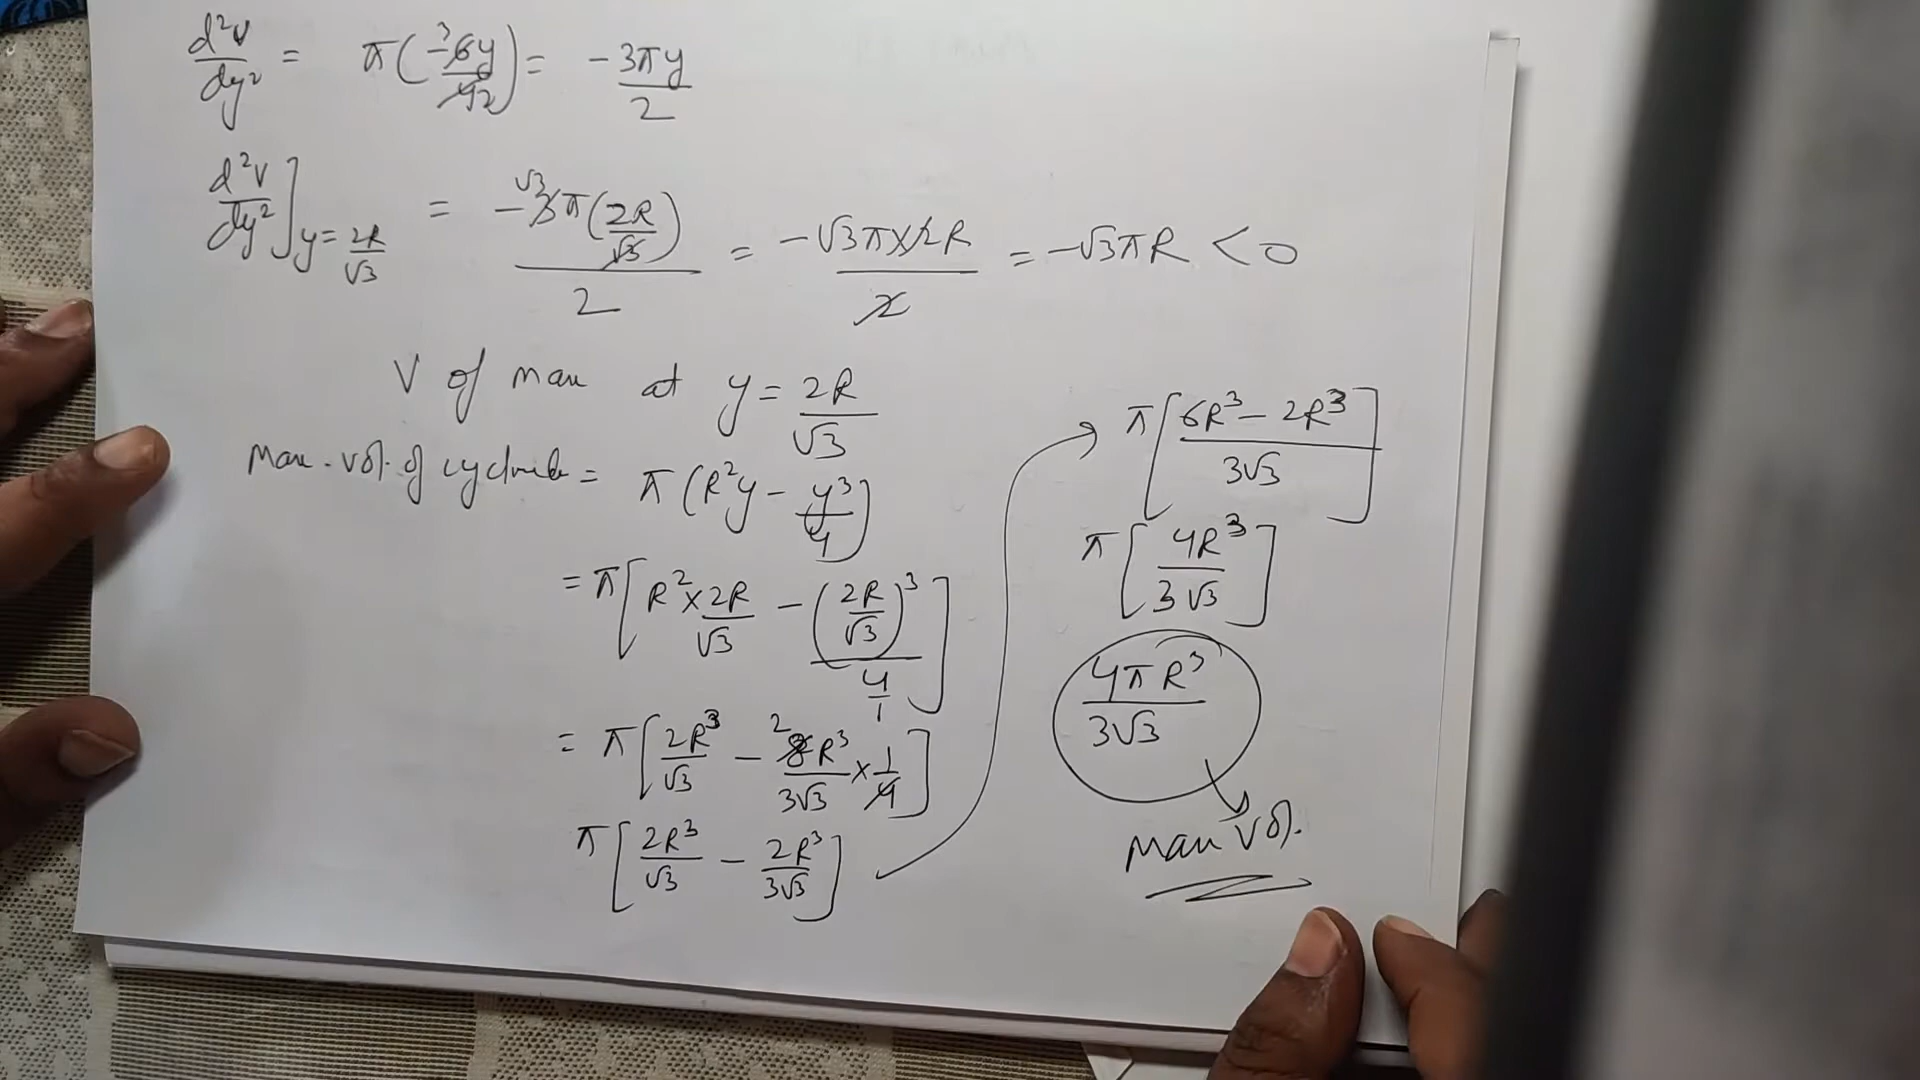 d²V/dy² = π(-6y/4) = -3πy/2
d²V/dy²]y=2R/√3 = -3π(2R/√3)/2 = -√3π×2R/2 = -√3πR < 0
V of max at y = 2R/√3
Max. vol. of cylinder = π(R²y - y³/4)
= π[R²×2R/√3 - (2R/√3)³/(4/1)]
= π[2R³/√3 - 8R³/3√3 × 1/4]
π[2R³/√3 - 2R³/3√3]
→ π[6R³ - 2R³/3√3]
π[4R³/3√3]
4πR³/3√3
Max Vol.